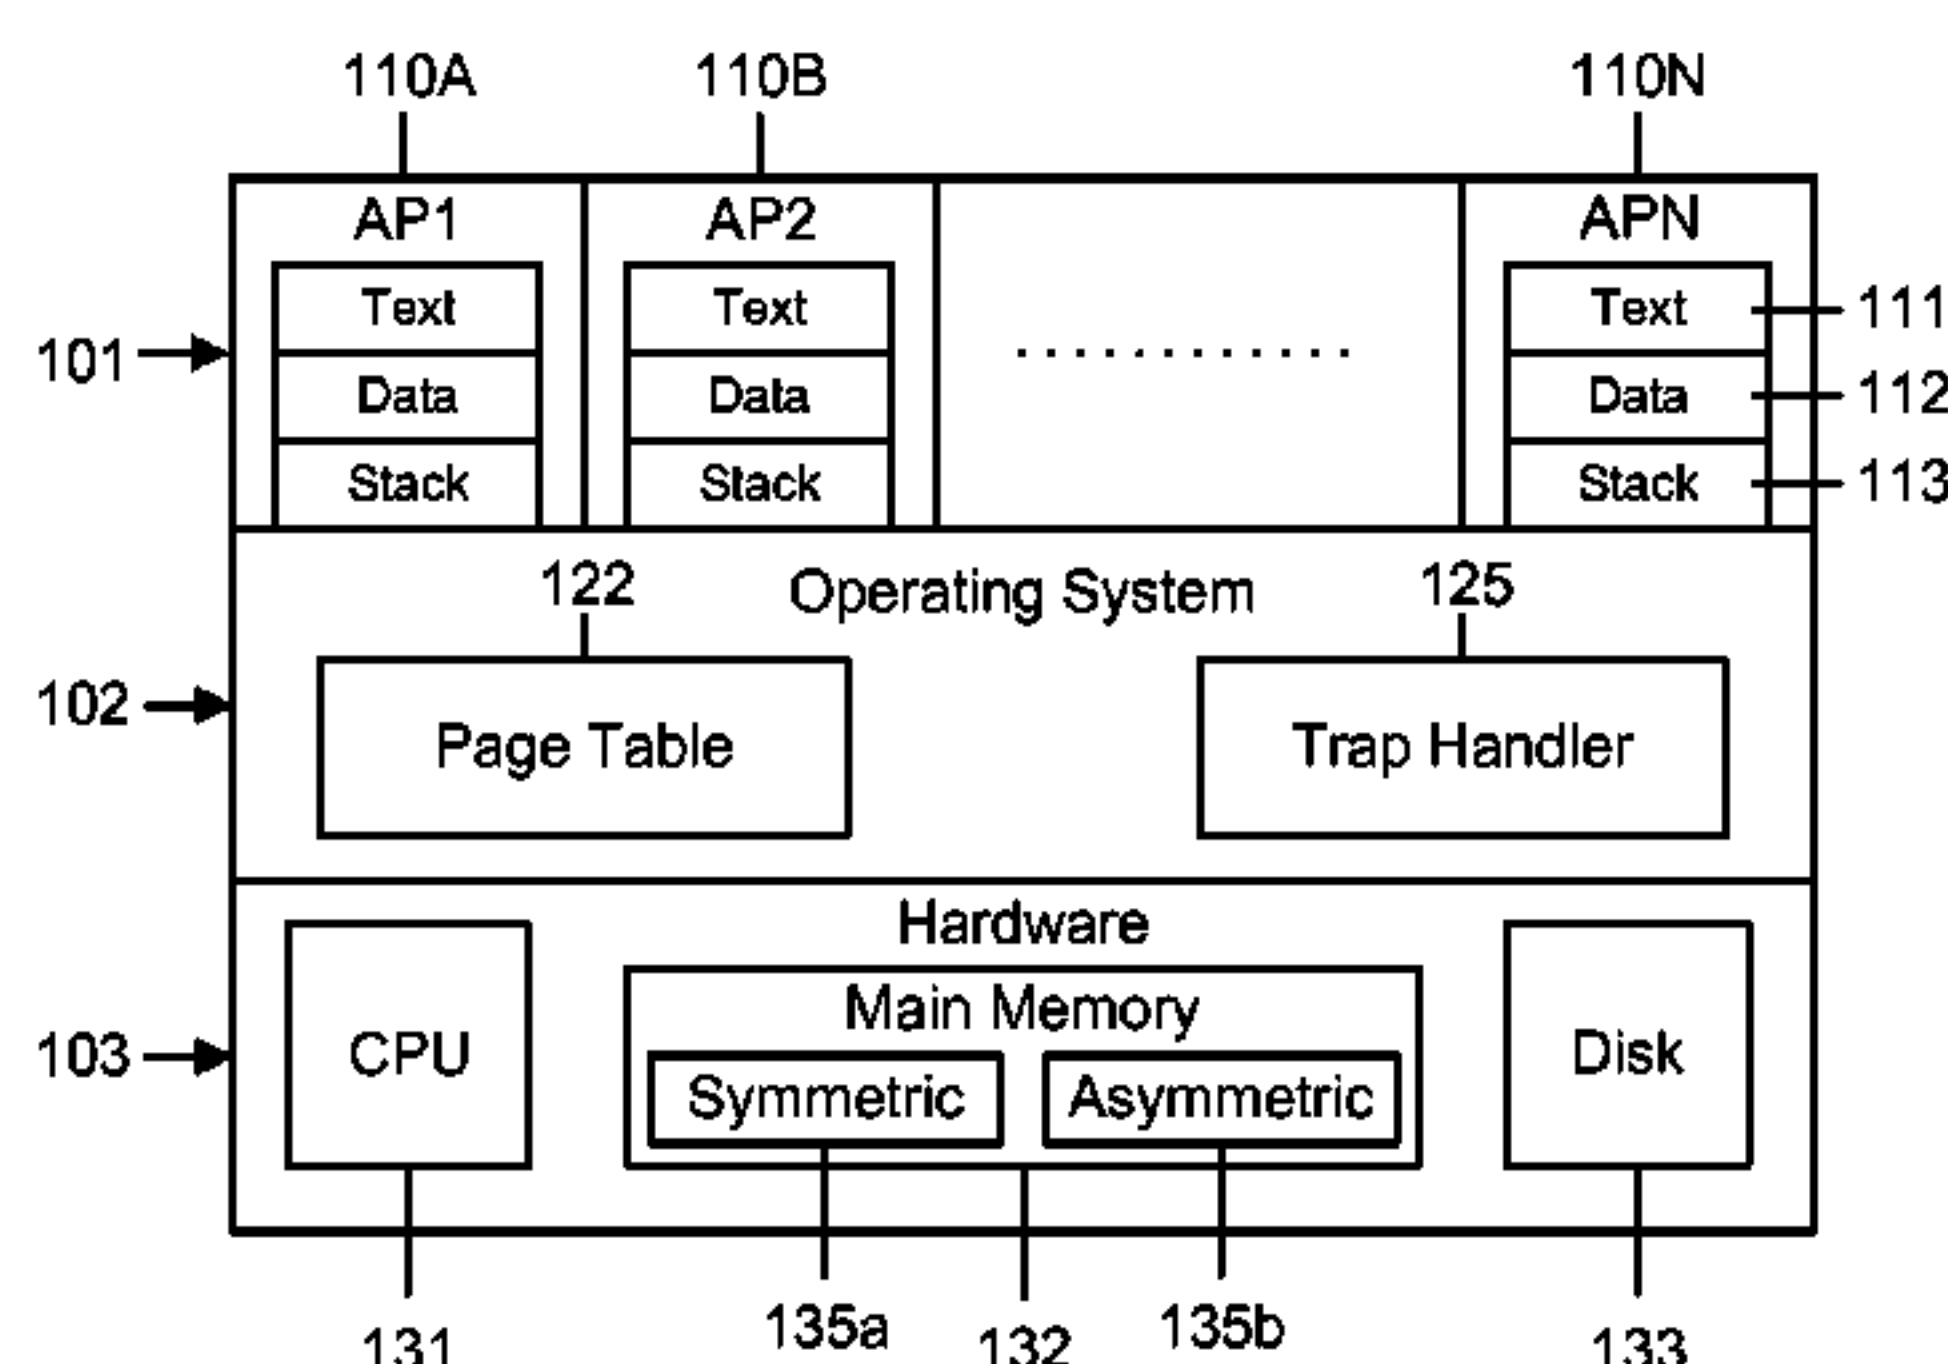 110A 110B 110N
AP1 AP2 APN
Text Text Text 111
101
Data Data Data 112
Stack Stack Stack 113
122 Operating System 125
102
Page Table Trap Handler
Hardware
Main Memory
103 CPU Disk
Symmetric Asymmetric
135a 135b
131 132 133